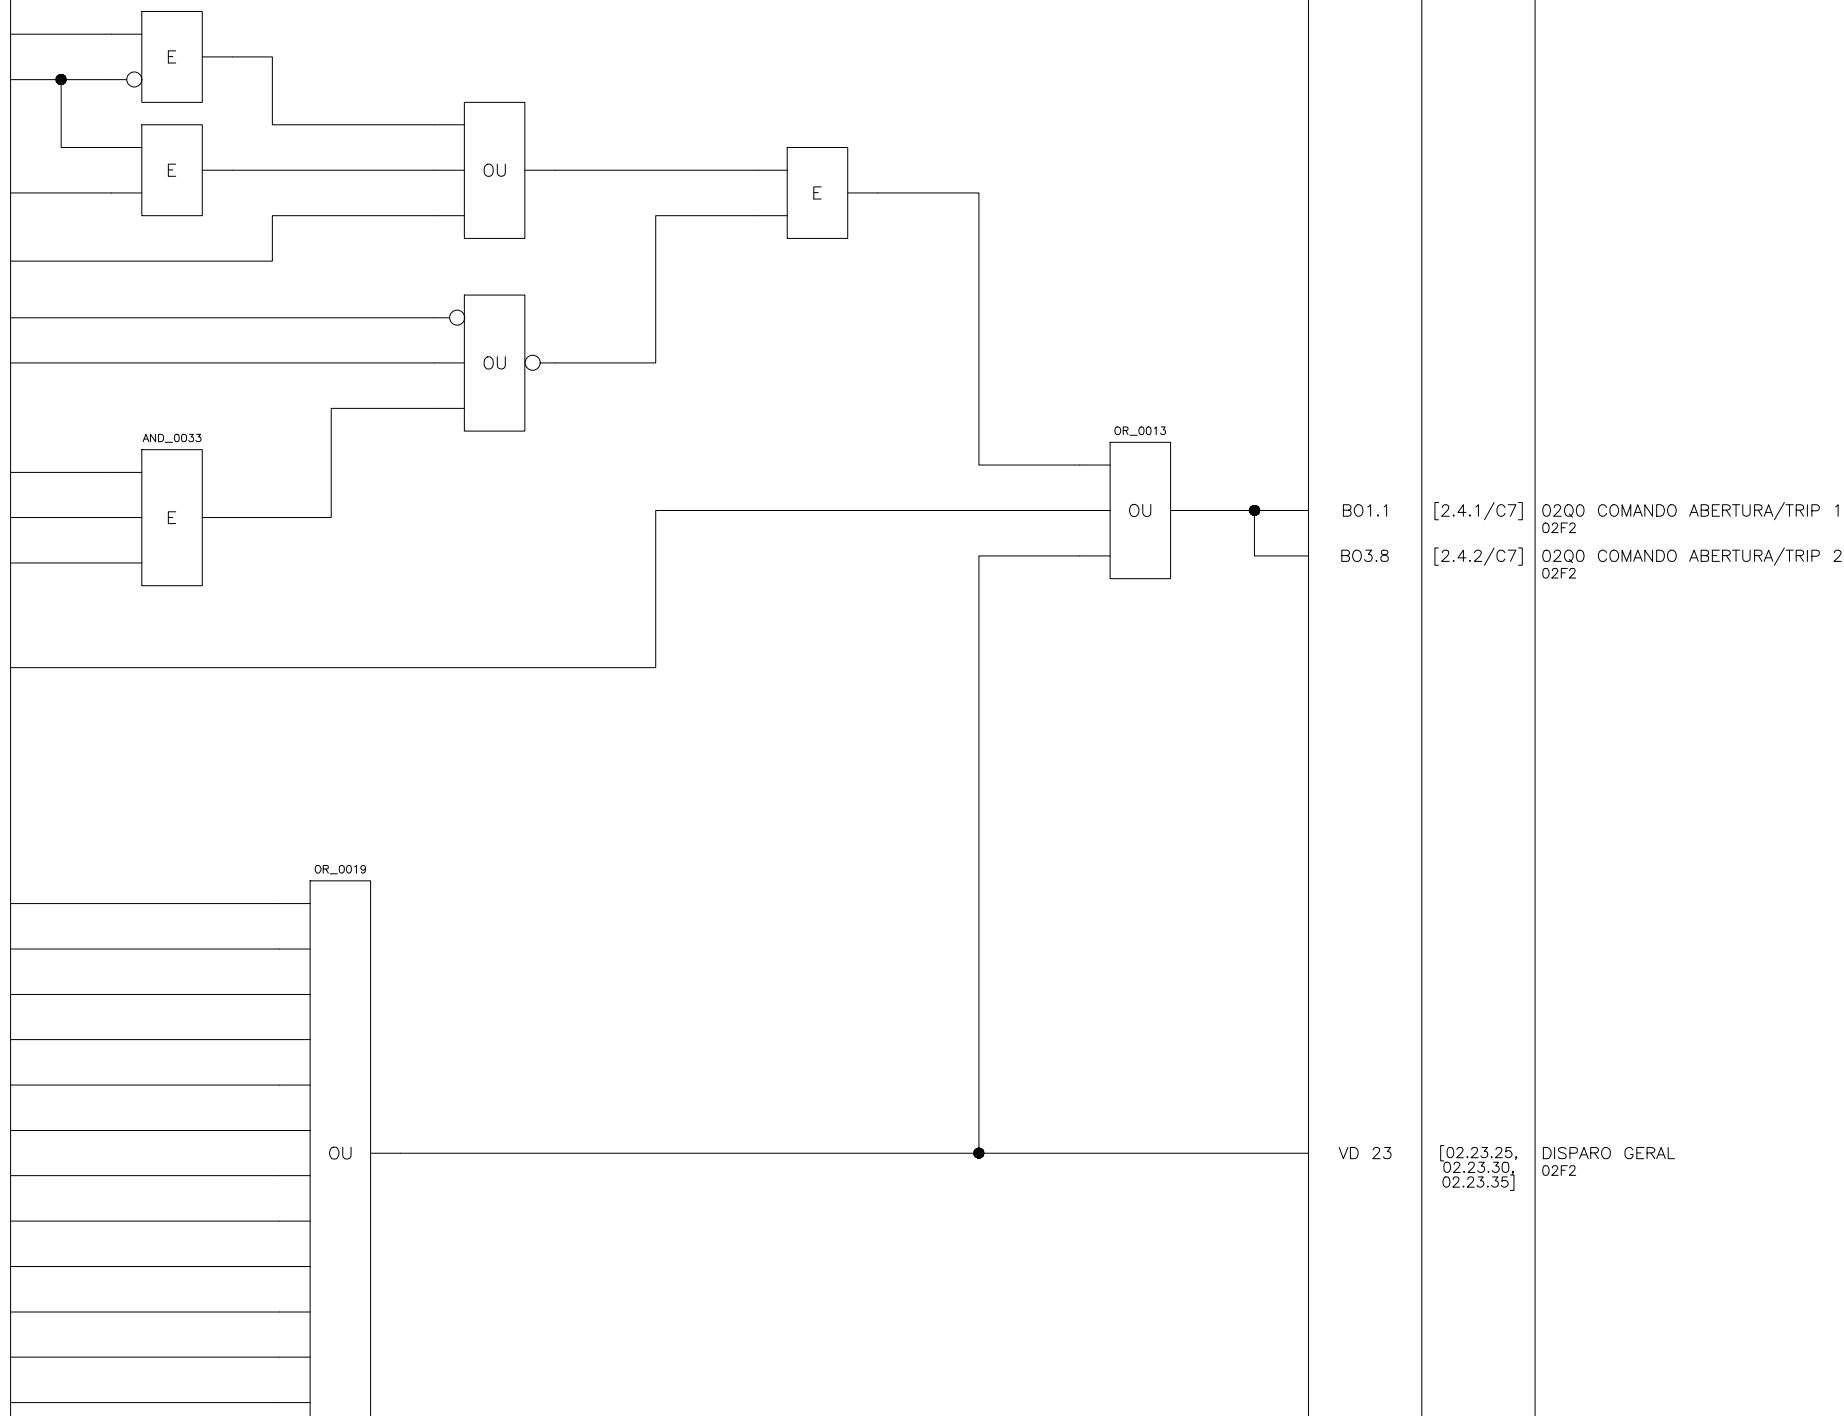 E
E
OU
E
OU
AND_0033
E
OR_0013
OU
BO1.1 [2.4.1/C7] 02Q0 COMANDO ABERTURA/TRIP 1
02F2
BO3.8 [2.4.2/C7] 02Q0 COMANDO ABERTURA/TRIP 2
02F2
OR_0019
OU
VD 23 [02.23.25, DISPARO GERAL
02.23.30, 02F2
02.23.35]